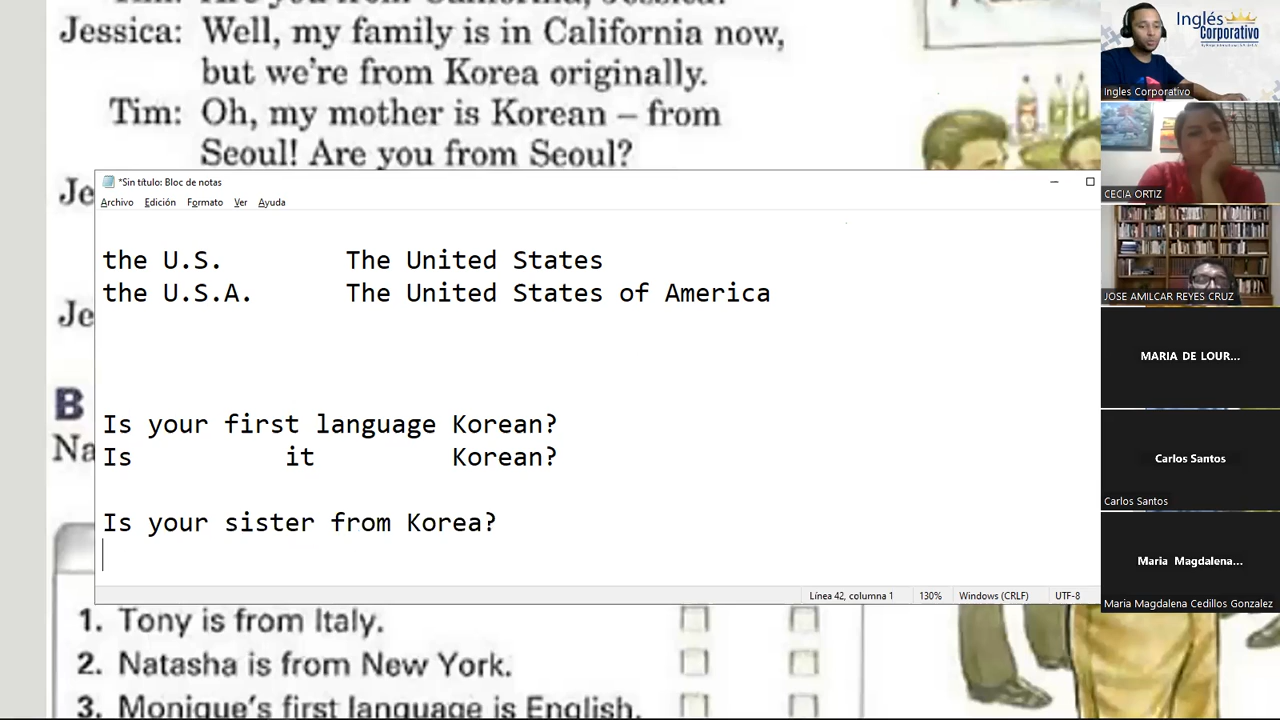 Jessica: Well, my family is in California now,
but we're from Korea originally.
Tim: Oh, my mother is Korean – from
Seoul! Are you from Seoul?
Je
*Sin título: Bloc de notas
Archivo Edición Formato Ver Ayuda
the U.S. The United States
the U.S.A. The United States of America
Je
B
Na
Is your first language Korean?
Is it Korean?
Is your sister from Korea?
Línea 42, columna 1 130% Windows (CRLF) UTF-8
1. Tony is from Italy.
2. Natasha is from New York.
3. Monique's first language is English.
Inglés
Corporativo
Ingles Corporativo
CECIA ORTIZ
JOSE AMILCAR REYES CRUZ
MARIA DE LOUR...
Carlos Santos
Carlos Santos
Maria Magdalena...
Maria Magdalena Cedillos Gonzalez